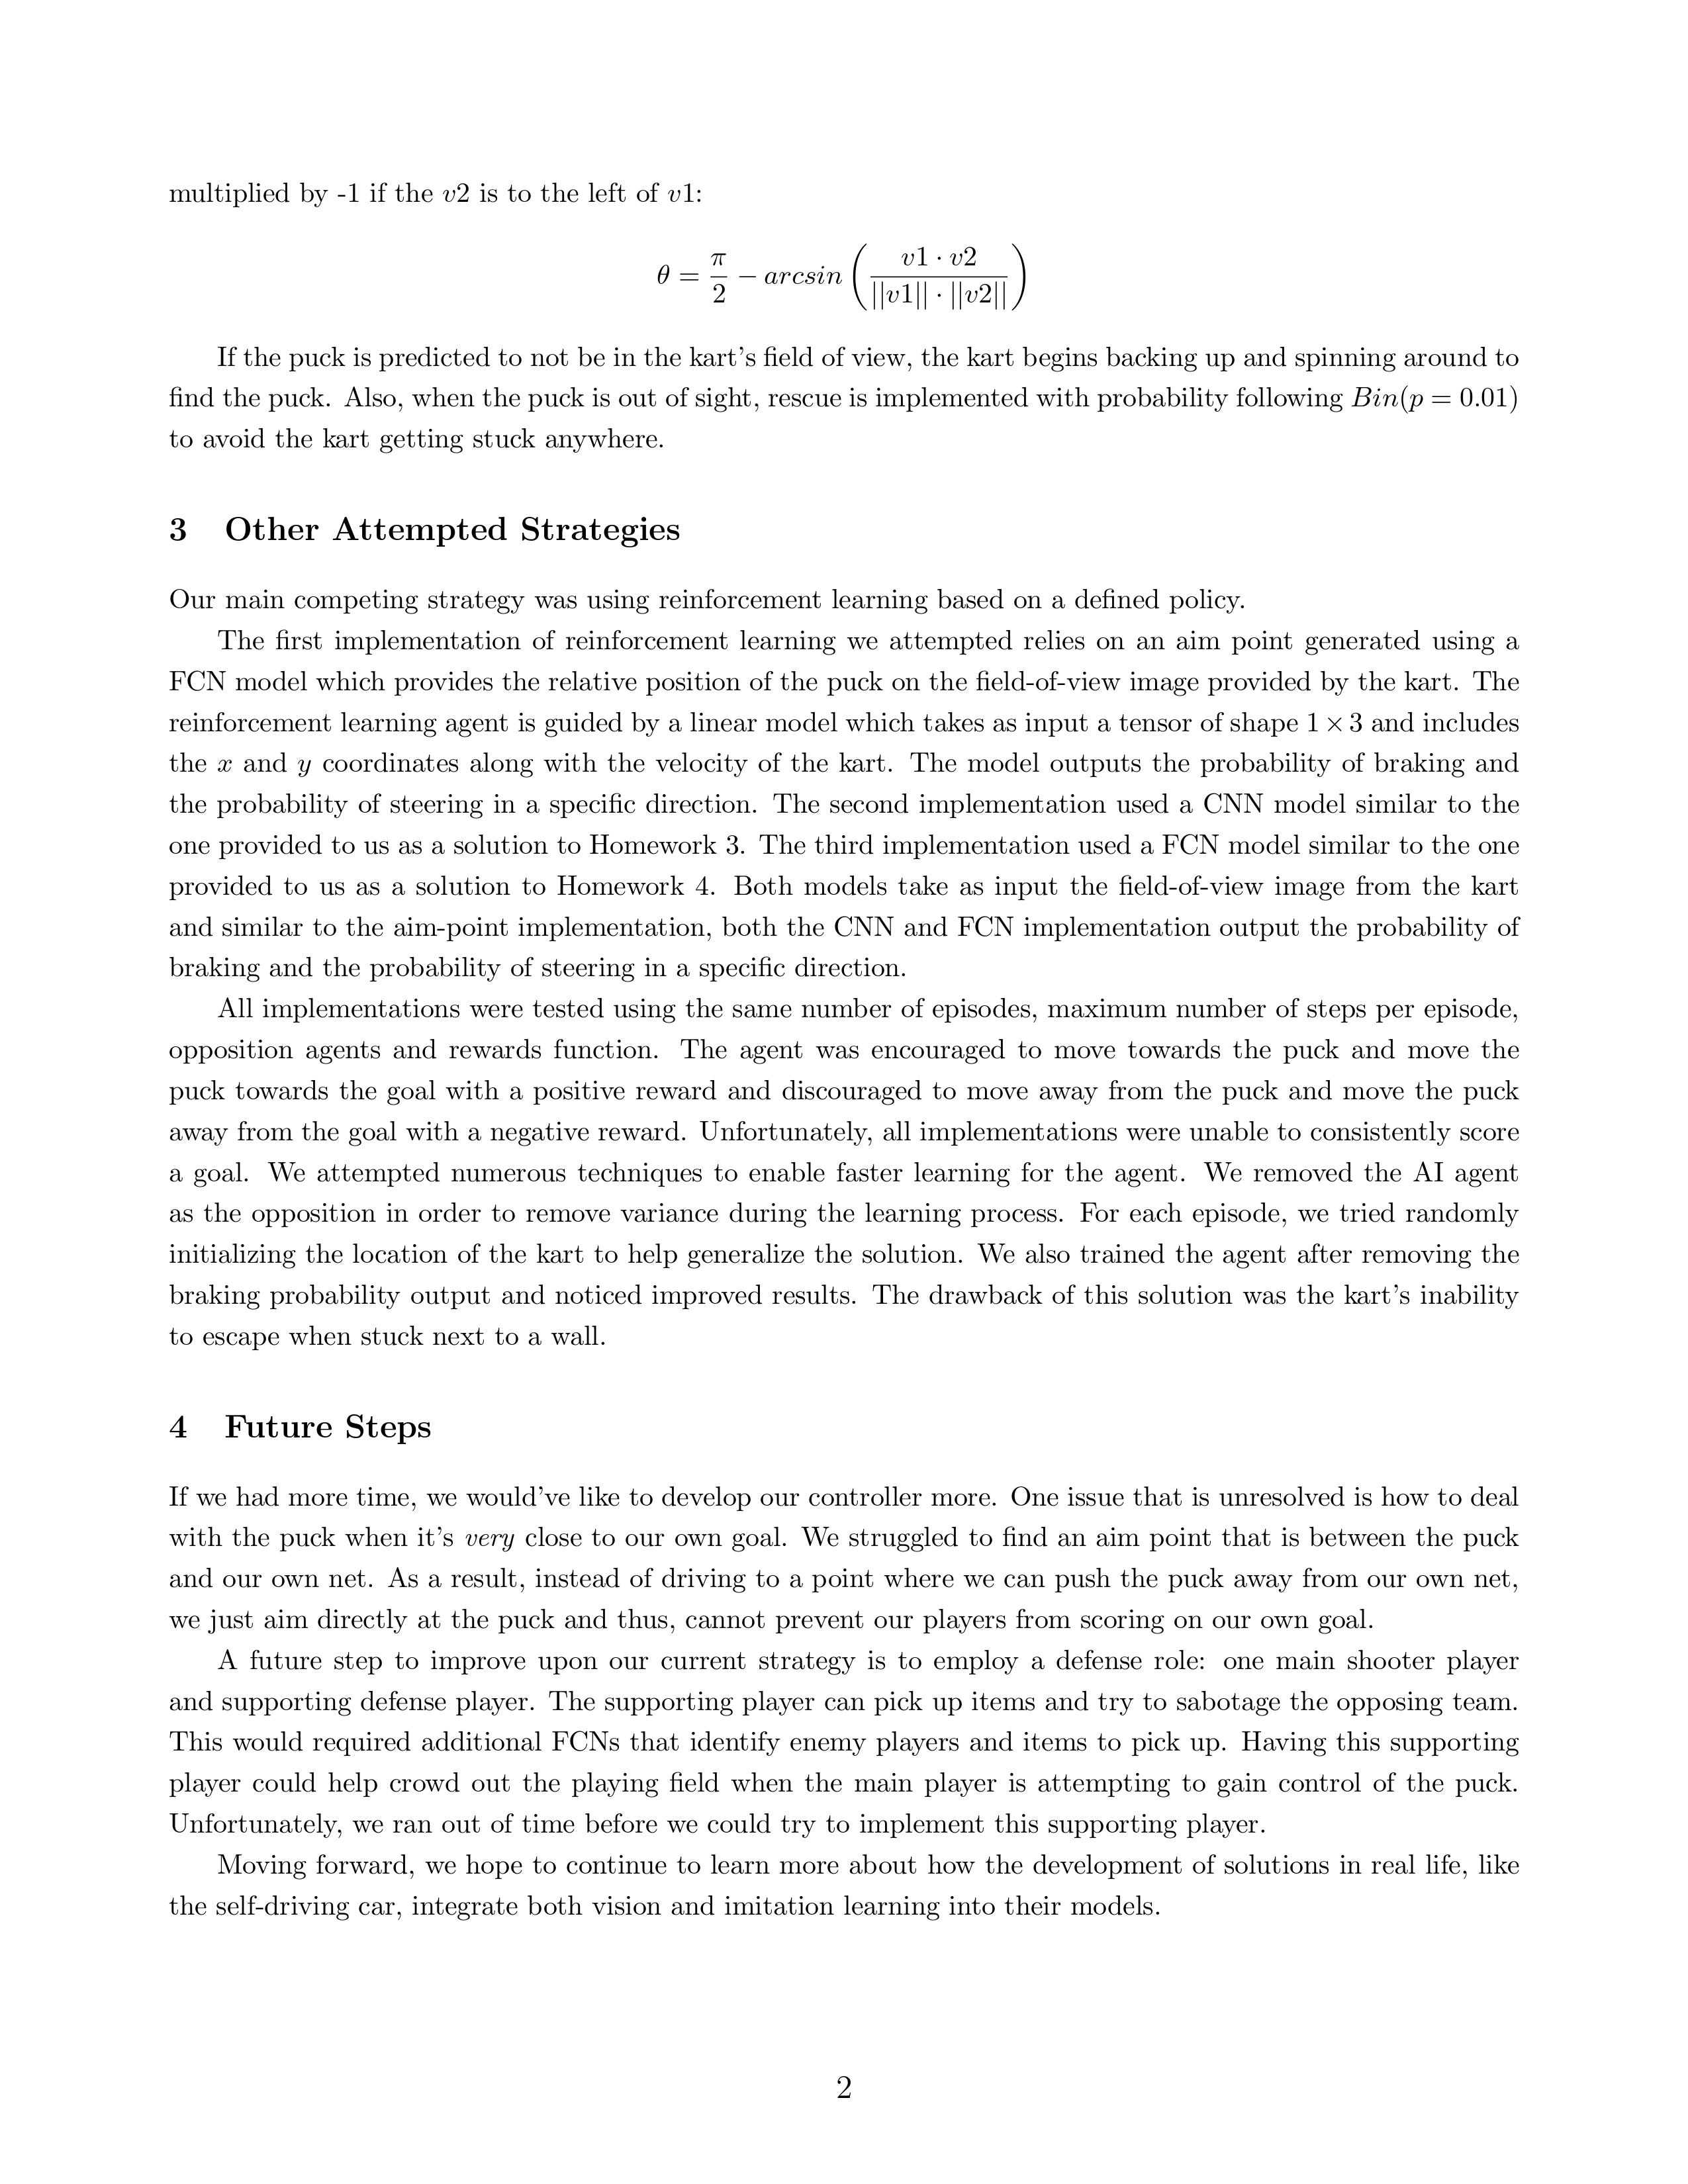 multiplied by -1 if the v2 is to the left of v1:
θ = π/2 − arcsin ( v1 · v2 / ||v1|| · ||v2|| )
If the puck is predicted to not be in the kart's field of view, the kart begins backing up and spinning around to
find the puck. Also, when the puck is out of sight, rescue is implemented with probability following Bin(p = 0.01)
to avoid the kart getting stuck anywhere.
3 Other Attempted Strategies
Our main competing strategy was using reinforcement learning based on a defined policy.
The first implementation of reinforcement learning we attempted relies on an aim point generated using a
FCN model which provides the relative position of the puck on the field-of-view image provided by the kart. The
reinforcement learning agent is guided by a linear model which takes as input a tensor of shape 1 × 3 and includes
the x and y coordinates along with the velocity of the kart. The model outputs the probability of braking and
the probability of steering in a specific direction. The second implementation used a CNN model similar to the
one provided to us as a solution to Homework 3. The third implementation used a FCN model similar to the one
provided to us as a solution to Homework 4. Both models take as input the field-of-view image from the kart
and similar to the aim-point implementation, both the CNN and FCN implementation output the probability of
braking and the probability of steering in a specific direction.
All implementations were tested using the same number of episodes, maximum number of steps per episode,
opposition agents and rewards function. The agent was encouraged to move towards the puck and move the
puck towards the goal with a positive reward and discouraged to move away from the puck and move the puck
away from the goal with a negative reward. Unfortunately, all implementations were unable to consistently score
a goal. We attempted numerous techniques to enable faster learning for the agent. We removed the AI agent
as the opposition in order to remove variance during the learning process. For each episode, we tried randomly
initializing the location of the kart to help generalize the solution. We also trained the agent after removing the
braking probability output and noticed improved results. The drawback of this solution was the kart's inability
to escape when stuck next to a wall.
4 Future Steps
If we had more time, we would've like to develop our controller more. One issue that is unresolved is how to deal
with the puck when it's very close to our own goal. We struggled to find an aim point that is between the puck
and our own net. As a result, instead of driving to a point where we can push the puck away from our own net,
we just aim directly at the puck and thus, cannot prevent our players from scoring on our own goal.
A future step to improve upon our current strategy is to employ a defense role: one main shooter player
and supporting defense player. The supporting player can pick up items and try to sabotage the opposing team.
This would required additional FCNs that identify enemy players and items to pick up. Having this supporting
player could help crowd out the playing field when the main player is attempting to gain control of the puck.
Unfortunately, we ran out of time before we could try to implement this supporting player.
Moving forward, we hope to continue to learn more about how the development of solutions in real life, like
the self-driving car, integrate both vision and imitation learning into their models.
2